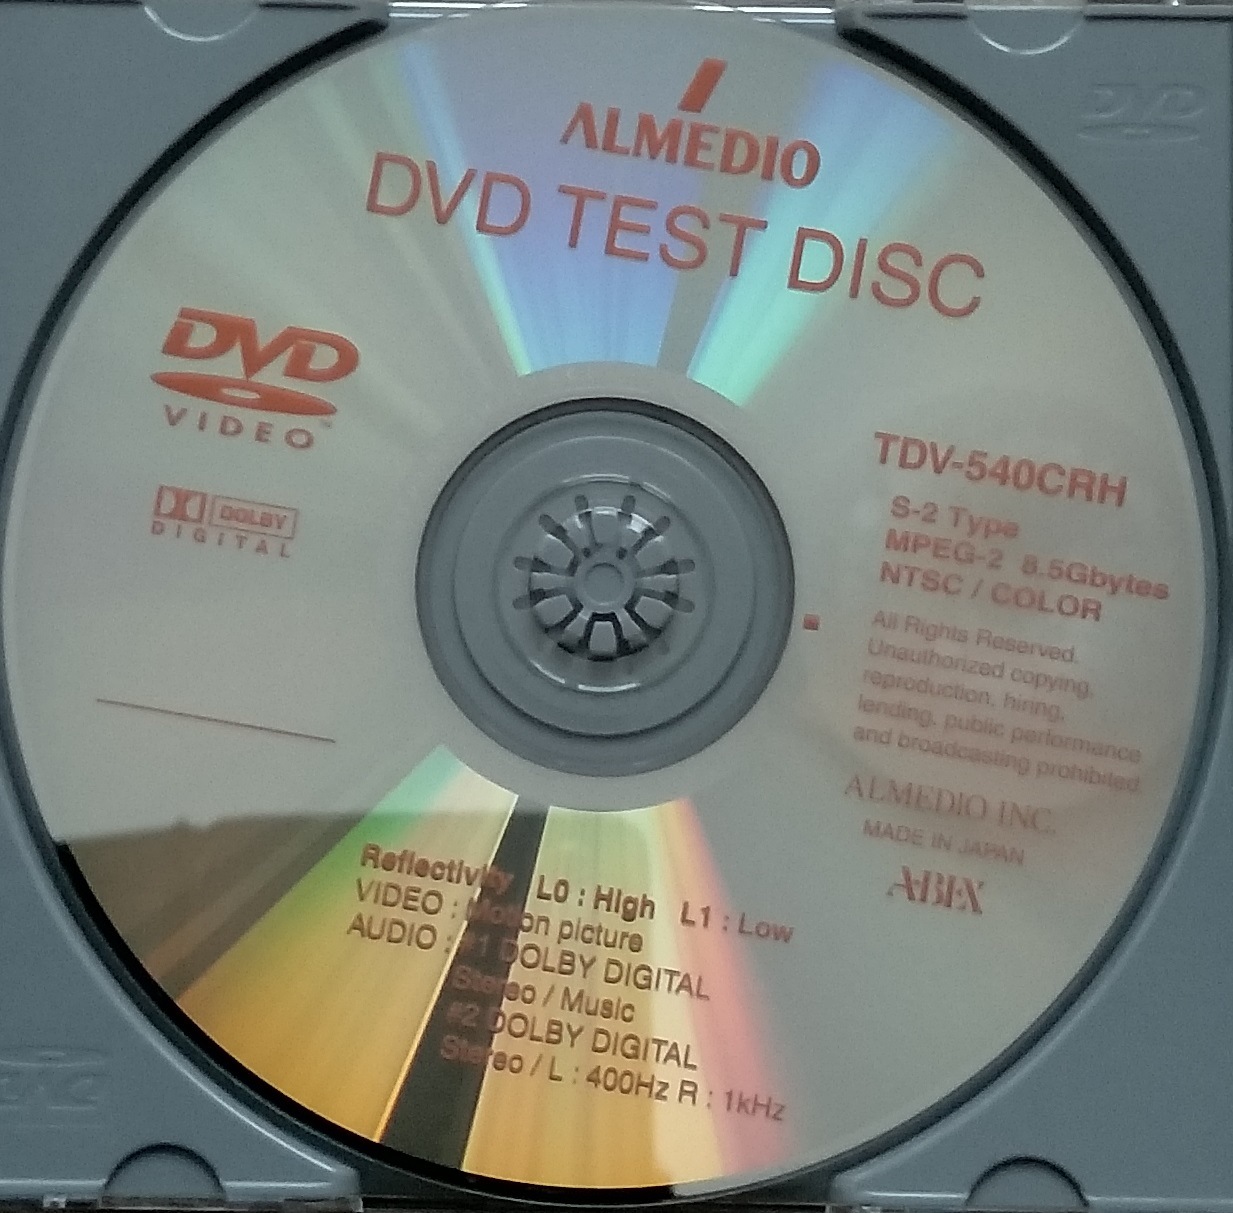 ALMEDIO
DVD TEST DISC
DVD
VIDEO
DOLBY
DIGITAL
TDV-540CRH
S-2 Type
MPEG-2 8.5Gbytes
NTSC / COLOR
All Rights Reserved.
Unauthorized copying,
reproduction, hiring,
lending, public performance
and broadcasting prohibited.
ALMEDIO INC.
MADE IN JAPAN
ABEX
Reflectivity L0 : High L1 : Low
VIDEO : Motion picture
AUDIO : #1 DOLBY DIGITAL
Stereo / Music
#2 DOLBY DIGITAL
Stereo / L : 400Hz R : 1kHz
DVD